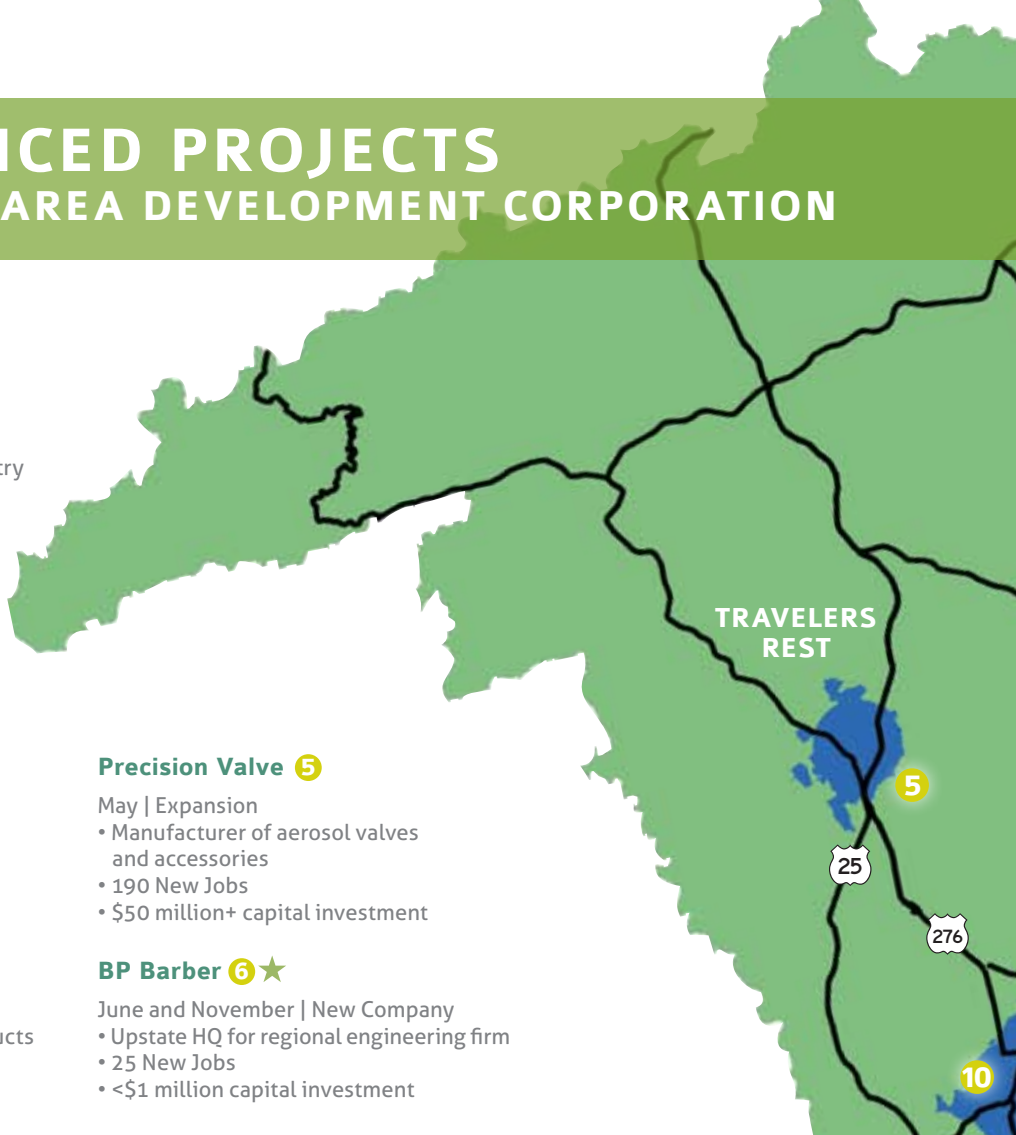 ICED PROJECTS
AREA DEVELOPMENT CORPORATION
try
TRAVELERS
REST
Precision Valve 5
May | Expansion
• Manufacturer of aerosol valves
and accessories
• 190 New Jobs
• $50 million+ capital investment
5
25
276
BP Barber 6
June and November | New Company
• Upstate HQ for regional engineering firm
• 25 New Jobs
• <$1 million capital investment
ucts
10